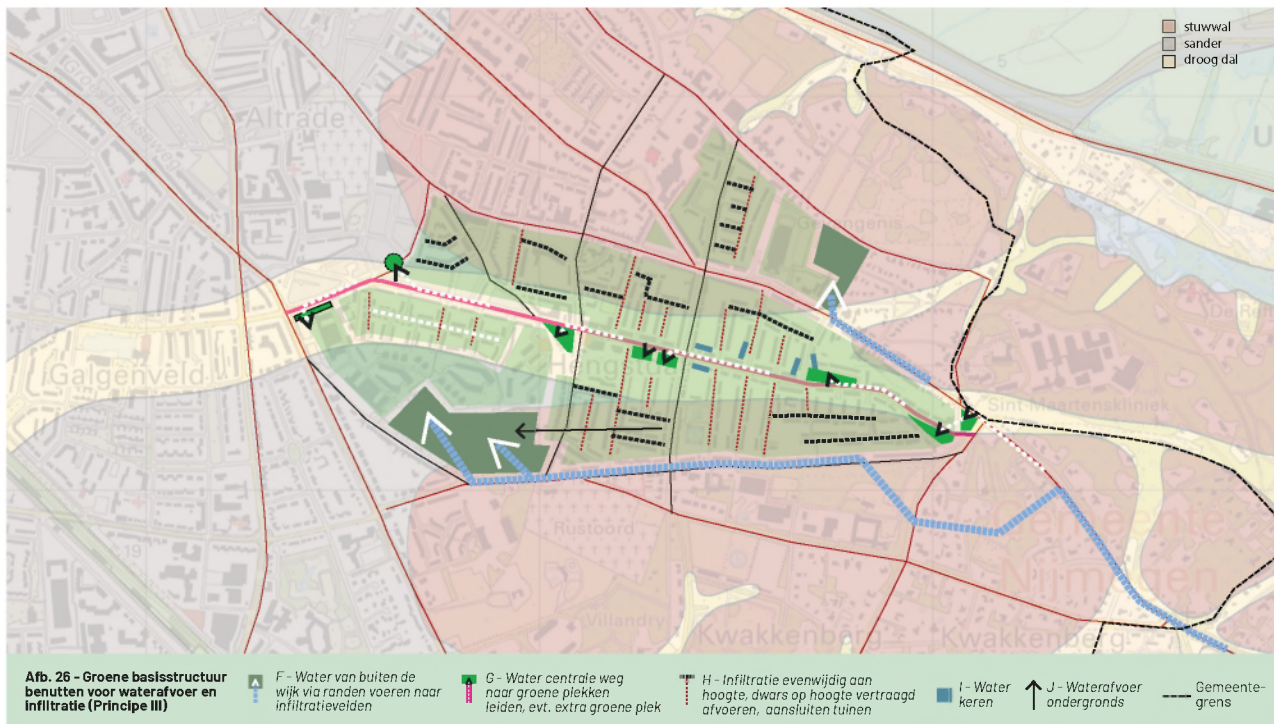 stuwwal
sander
droog dal
5
Altrade
Galgenveld
Hengstd
Sint-Maartenskliniek
Rustoord
19
Gemeente
Nijmegen
Villandry
Kwakkenberg
Kwakkenberg
Afb. 26 - Groene basisstructuur
benutten voor waterafvoer en
infiltratie (Principe III)
F - Water van buiten de
wijk via randen voeren naar
infiltratievelden
G - Water centrale weg
naar groene plekken
leiden, evt. extra groene plek
H - Infiltratie evenwijdig aan
hoogte, dwars op hoogte vertraagd
afvoeren, aansluiten tuinen
I - Water
keren
J - Waterafvoer
ondergronds
Gemeente-
grens